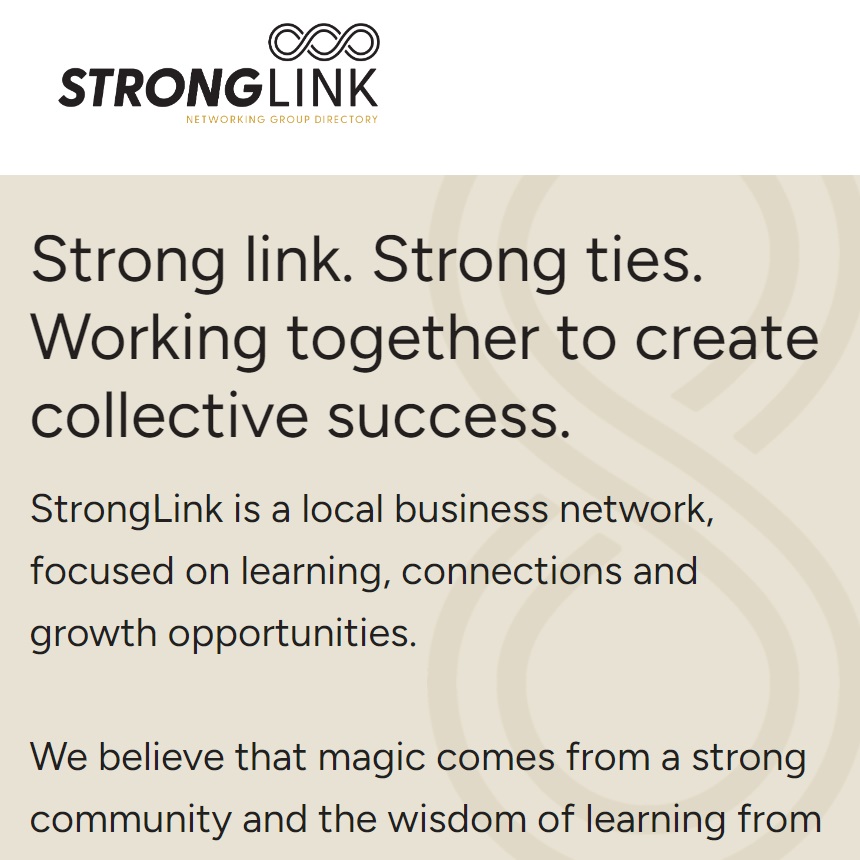 STRONGLINK
NETWORKING GROUP DIRECTORY
Strong link. Strong ties.
Working together to create
collective success.
StrongLink is a local business network,
focused on learning, connections and
growth opportunities.
We believe that magic comes from a strong
community and the wisdom of learning from